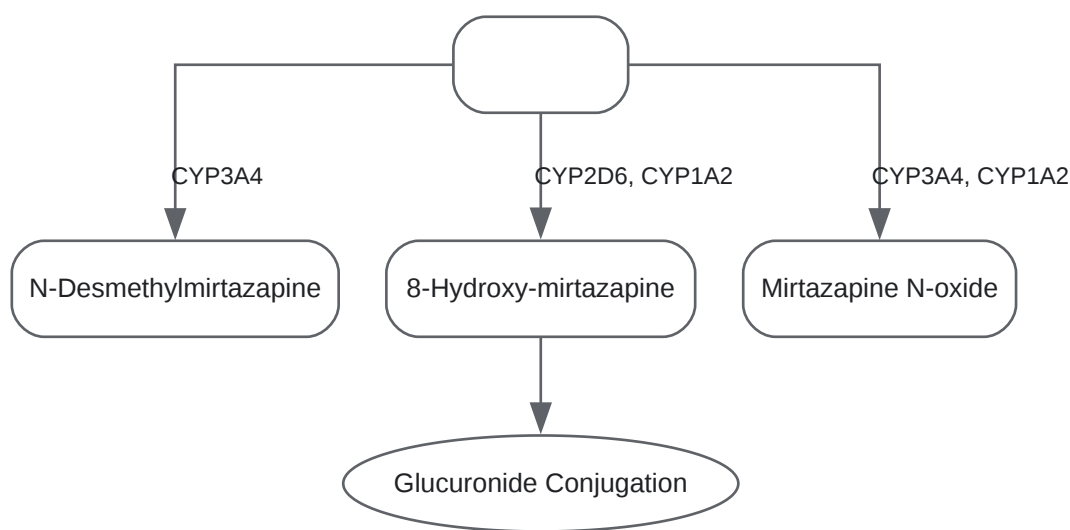 CYP3A4
CYP2D6, CYP1A2
CYP3A4, CYP1A2
N-Desmethylmirtazapine
8-Hydroxy-mirtazapine
Mirtazapine N-oxide
Glucuronide Conjugation